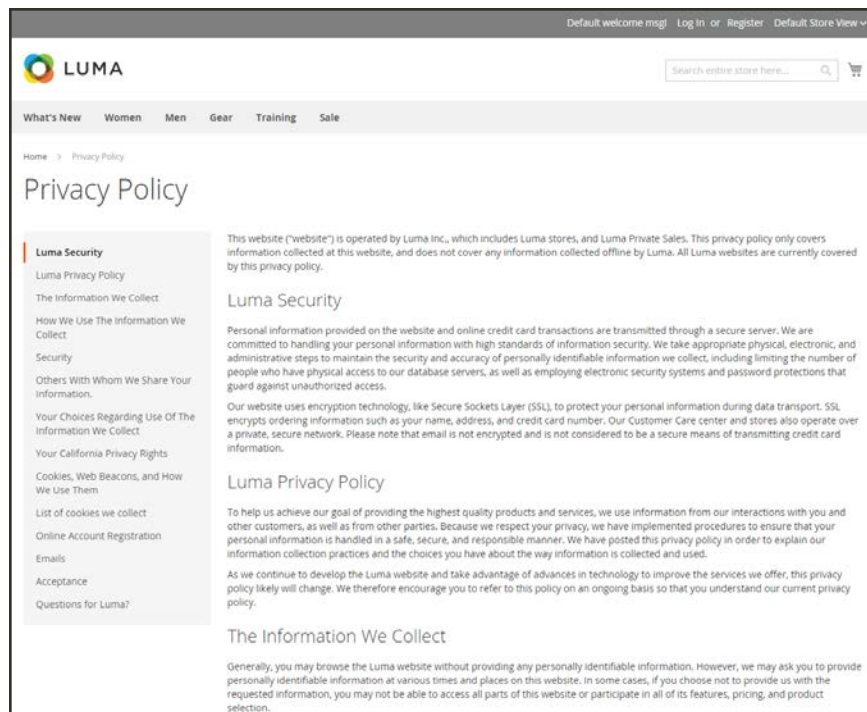 Default welcome msg! Log In or Register Default Store View
LUMA
Search entire store here...
What's New Women Men Gear Training Sale
Home > Privacy Policy
Privacy Policy
Luma Security
Luma Privacy Policy
The Information We Collect
How We Use The Information We
Collect
Security
Others With Whom We Share Your
Information.
Your Choices Regarding Use Of The
Information We Collect
Your California Privacy Rights
Cookies, Web Beacons, and How
We Use Them
List of cookies we collect
Online Account Registration
Emails
Acceptance
Questions for Luma?
This website ("website") is operated by Luma Inc., which includes Luma stores, and Luma Private Sales. This privacy policy only covers
information collected at this website, and does not cover any information collected offline by Luma. All Luma websites are currently covered
by this privacy policy.
Luma Security
Personal information provided on the website and online credit card transactions are transmitted through a secure server. We are
committed to handling your personal information with high standards of information security. We take appropriate physical, electronic, and
administrative steps to maintain the security and accuracy of personally identifiable information we collect, including limiting the number of
people who have physical access to our database servers, as well as employing electronic security systems and password protections that
guard against unauthorized access.
Our website uses encryption technology, like Secure Sockets Layer (SSL), to protect your personal information during data transport. SSL
encrypts ordering information such as your name, address, and credit card number. Our Customer Care center and stores also operate over
a private, secure network. Please note that email is not encrypted and is not considered to be a secure means of transmitting credit card
information.
Luma Privacy Policy
To help us achieve our goal of providing the highest quality products and services, we use information from our interactions with you and
other customers, as well as from other parties. Because we respect your privacy, we have implemented procedures to ensure that your
personal information is handled in a safe, secure, and responsible manner. We have posted this privacy policy in order to explain our
information collection practices and the choices you have about the way information is collected and used.
As we continue to develop the Luma website and take advantage of advances in technology to improve the services we offer, this privacy
policy likely will change. We therefore encourage you to refer to this policy on an ongoing basis so that you understand our current privacy
policy.
The Information We Collect
Generally, you may browse the Luma website without providing any personally identifiable information. However, we may ask you to provide
personally identifiable information at various times and places on this website. In some cases, if you choose not to provide us with the
requested information, you may not be able to access all parts of this website or participate in all of its features, pricing, and product
selection.